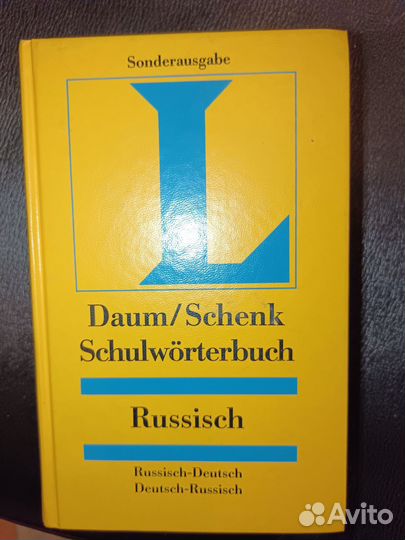 Sonderausgabe
L
Daum/Schenk
Schulwörterbuch
Russisch
Russisch-Deutsch
Deutsch-Russisch
Avito